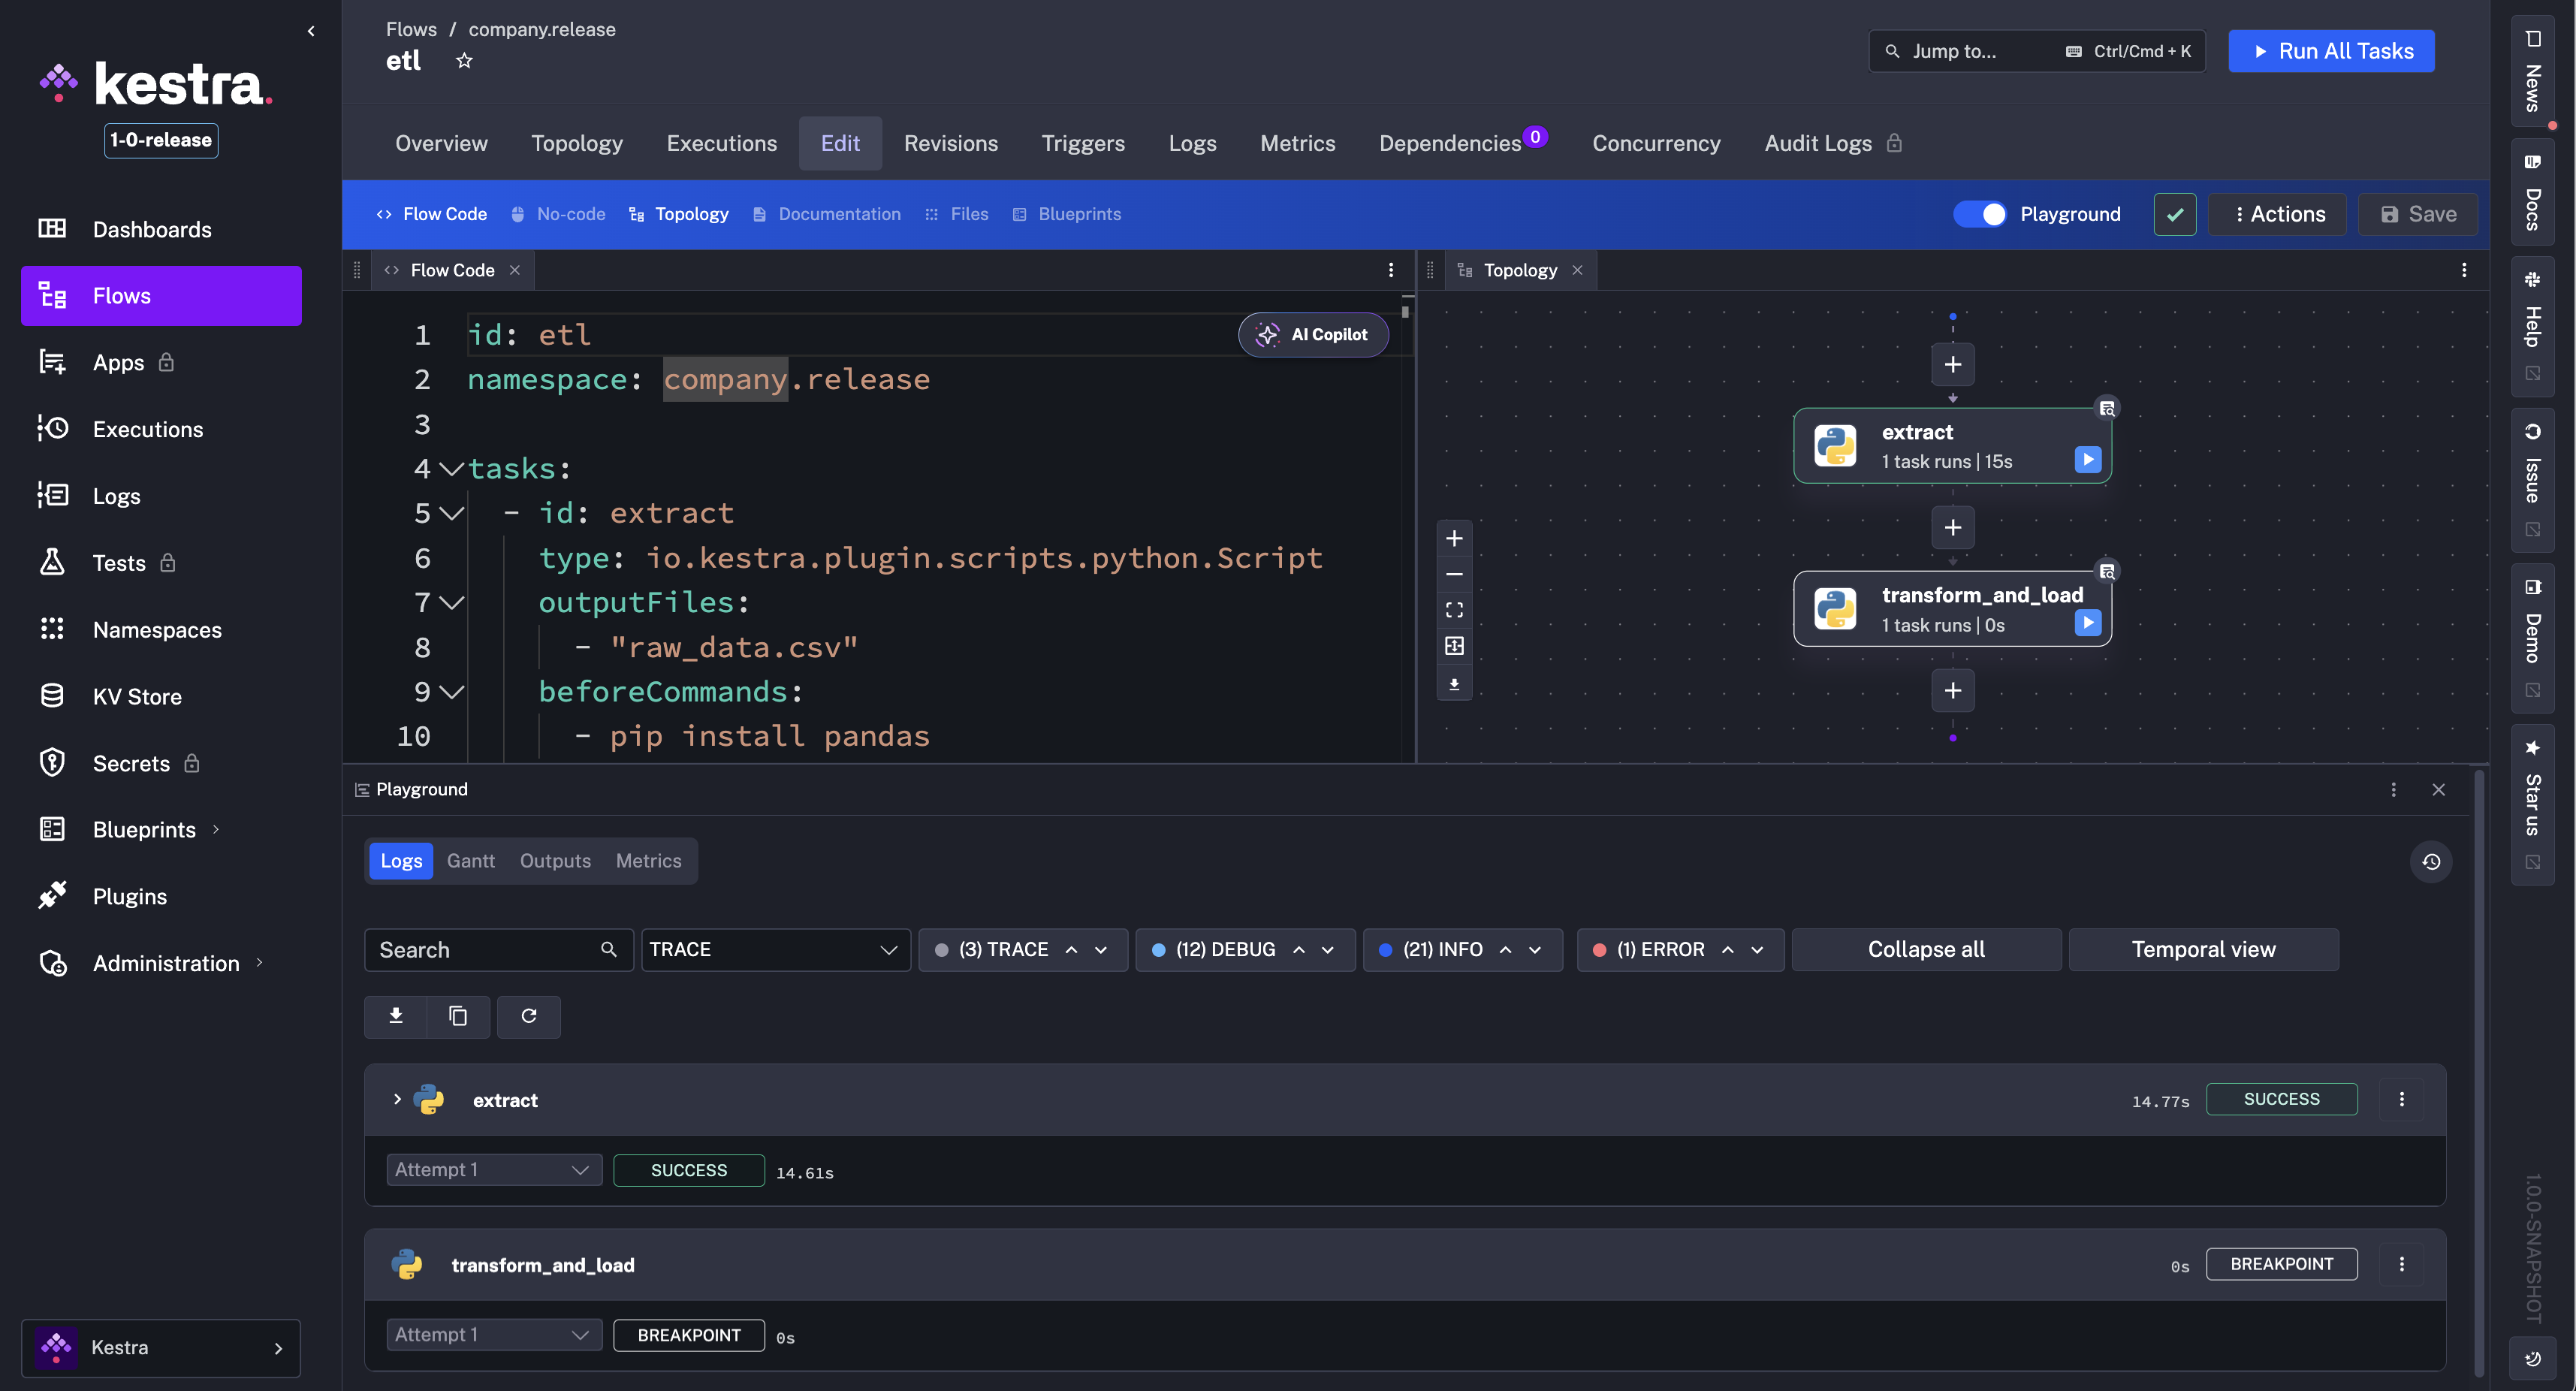 kestra.
1-0-release
Dashboards
Flows
Apps
Executions
Logs
Tests
Namespaces
KV Store
Secrets
Blueprints
Plugins
Administration
Kestra
Flows / company.release
etl
Jump to...
Ctrl/Cmd + K
Run All Tasks
Overview
Topology
Executions
Edit
Revisions
Triggers
Logs
Metrics
Dependencies 0
Concurrency
Audit Logs
Flow Code
No-code
Topology
Documentation
Files
Blueprints
Playground
Actions
Save
Flow Code
1 id: etl
AI Copilot
2 namespace: company.release
3
4 tasks:
5 - id: extract
6 type: io.kestra.plugin.scripts.python.Script
7 outputFiles:
8 - "raw_data.csv"
9 beforeCommands:
10 - pip install pandas
Topology
extract
1 task runs | 15s
transform_and_load
1 task runs | 0s
Playground
Logs
Gantt
Outputs
Metrics
Search
TRACE
(3) TRACE
(12) DEBUG
(21) INFO
(1) ERROR
Collapse all
Temporal view
extract
14.77s
SUCCESS
Attempt 1
SUCCESS
14.61s
transform_and_load
0s
BREAKPOINT
Attempt 1
BREAKPOINT
0s
News
Docs
Help
Issue
Demo
Star us
1.0.0-SNAPSHOT